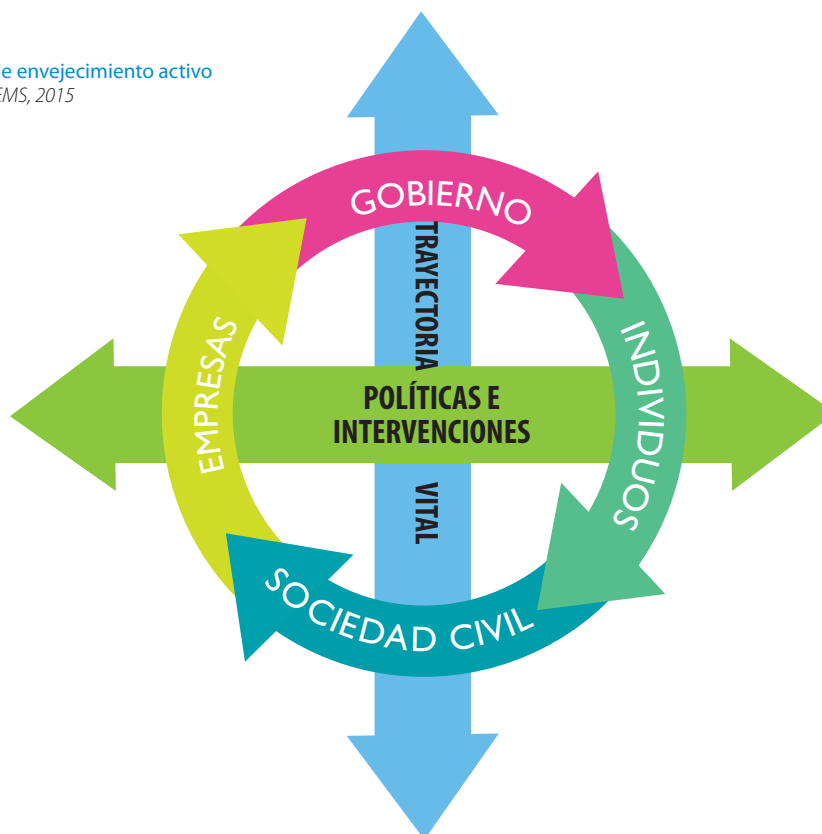 e envejecimiento activo
EMS, 2015
GOBIERNO
TRAYECTORIA
INDIVIDUOS
EMPRESAS
POLÍTICAS E
INTERVENCIONES
VITAL
SOCIEDAD CIVIL